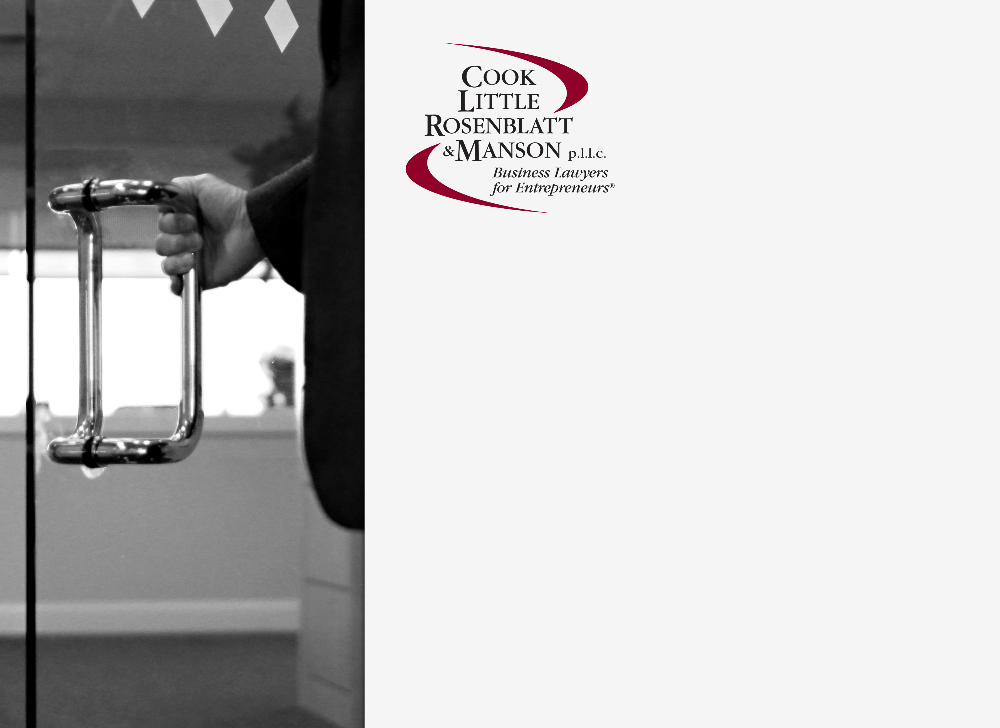 COOK
LITTLE
ROSENBLATT
&MANSON p.l.l.c.
Business Lawyers
for Entrepreneurs®